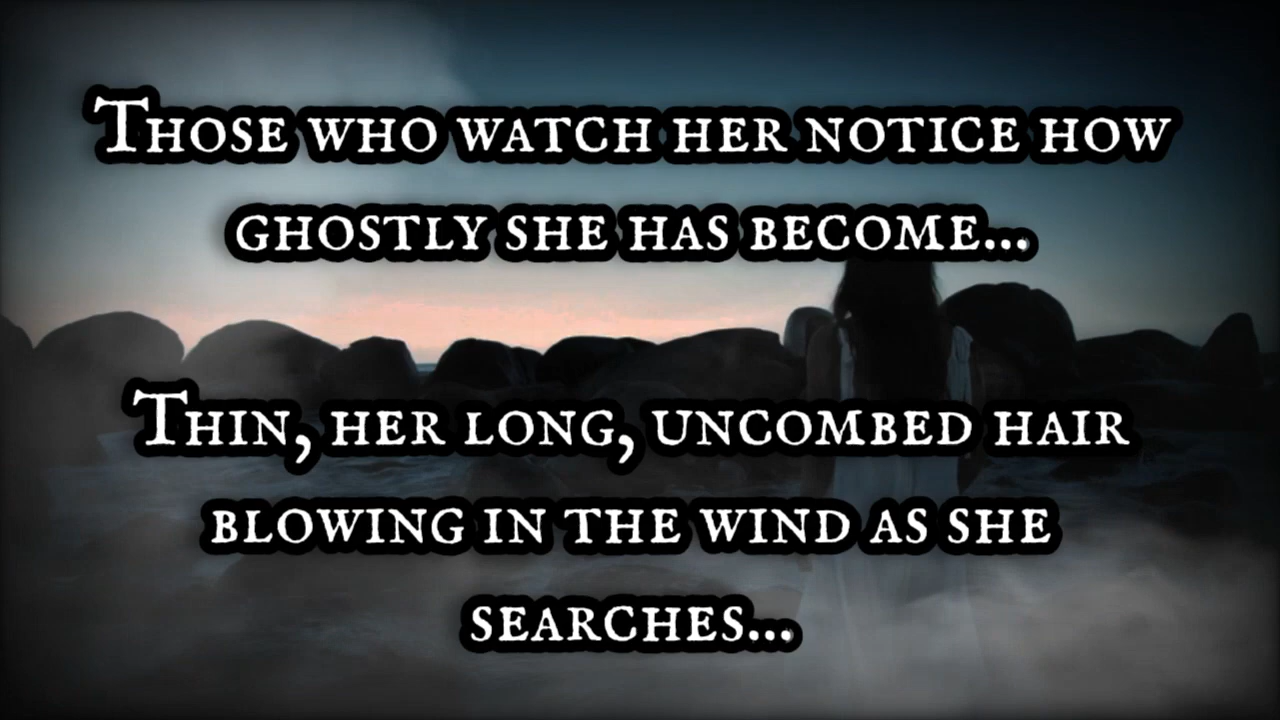 Those who watch her notice how
ghostly she has become...
Thin, her long, uncombed hair
blowing in the wind as she
searches...